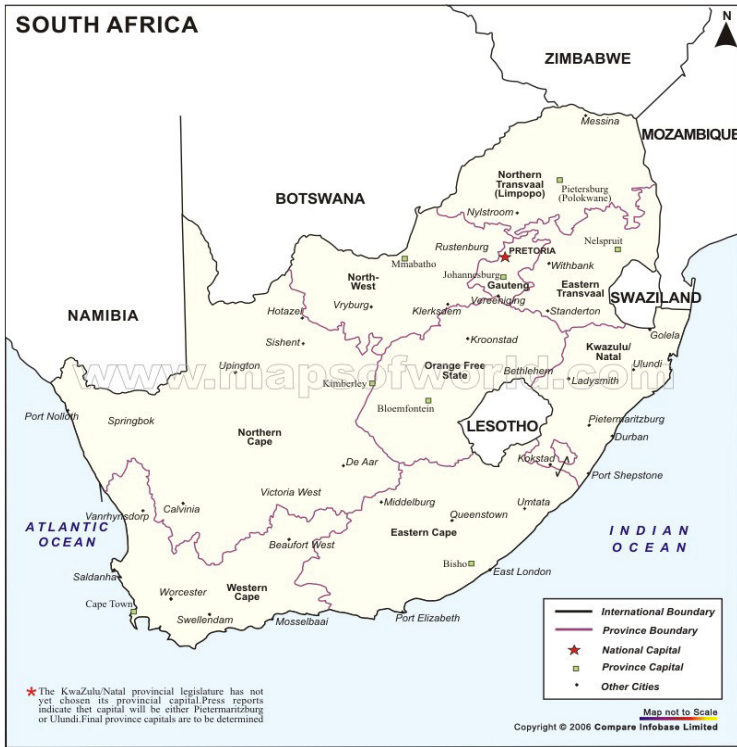 SOUTH AFRICA
N
ZIMBABWE
Messina
MOZAMBIQUE
Northern
Transvaal
(Limpopo)
Pietersburg
(Polokwane)
BOTSWANA
Nylstroom
Rustenburg
PRETORIA
Nelspruit
Mmabatho
Johannesburg
Withbank
North-
West
Gauteng
Eastern
Transvaal
SWAZILAND
Vereeniging
Vryburg
Klerksdem
Standerton
NAMIBIA
Hotazel
Golela
Sishent
Kroonstad
Kwazulu/
Natal
www.mapsofworld.com
Upington
Orange Free
State
Bethlehem
Ulundi
Kimberley
Ladysmith
Bloemfontein
Port Nolloth
Springbok
LESOTHO
Pietermaritzburg
Northern
Cape
Durban
De Aar
Kokstad
Port Shepstone
Victoria West
Middelburg
Umtata
Calvinia
Vanrhynsdorp
Queenstown
ATLANTIC
OCEAN
Eastern Cape
INDIAN
OCEAN
Beaufort West
Bisho
Saldanha
East London
Western
Cape
Worcester
Cape Town
Swellendam
Mosselbaai
Port Elizabeth
International Boundary
Province Boundary
National Capital
Province Capital
Other Cities
* The KwaZulu/Natal provincial legislature has not
yet chosen its provincial capital.Press reports
indicate thet capital will be either Pietermaritzburg
or Ulundi.Final province capitals are to be determined
Map not to Scale
Copyright © 2006 Compare Infobase Limited